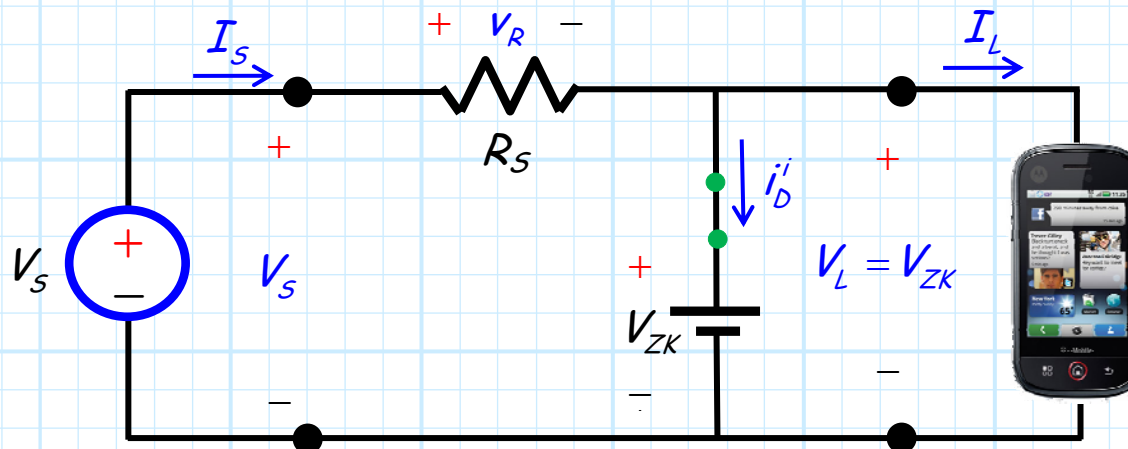 I_S
+ v_R −
I_L
R_S
+
+
i_D^i
V_S
+
−
V_S
+
V_L = V_ZK
V_ZK
−
−
−